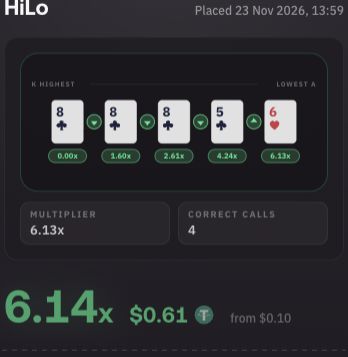 HiLo
Placed 23 Nov 2026, 13:59
K HIGHEST
LOWEST A
8 8 8 5 6
0.00x 1.60x 2.61x 4.24x 6.13x
MULTIPLIER
6.13x
CORRECT CALLS
4
6.14x $0.61 from $0.10